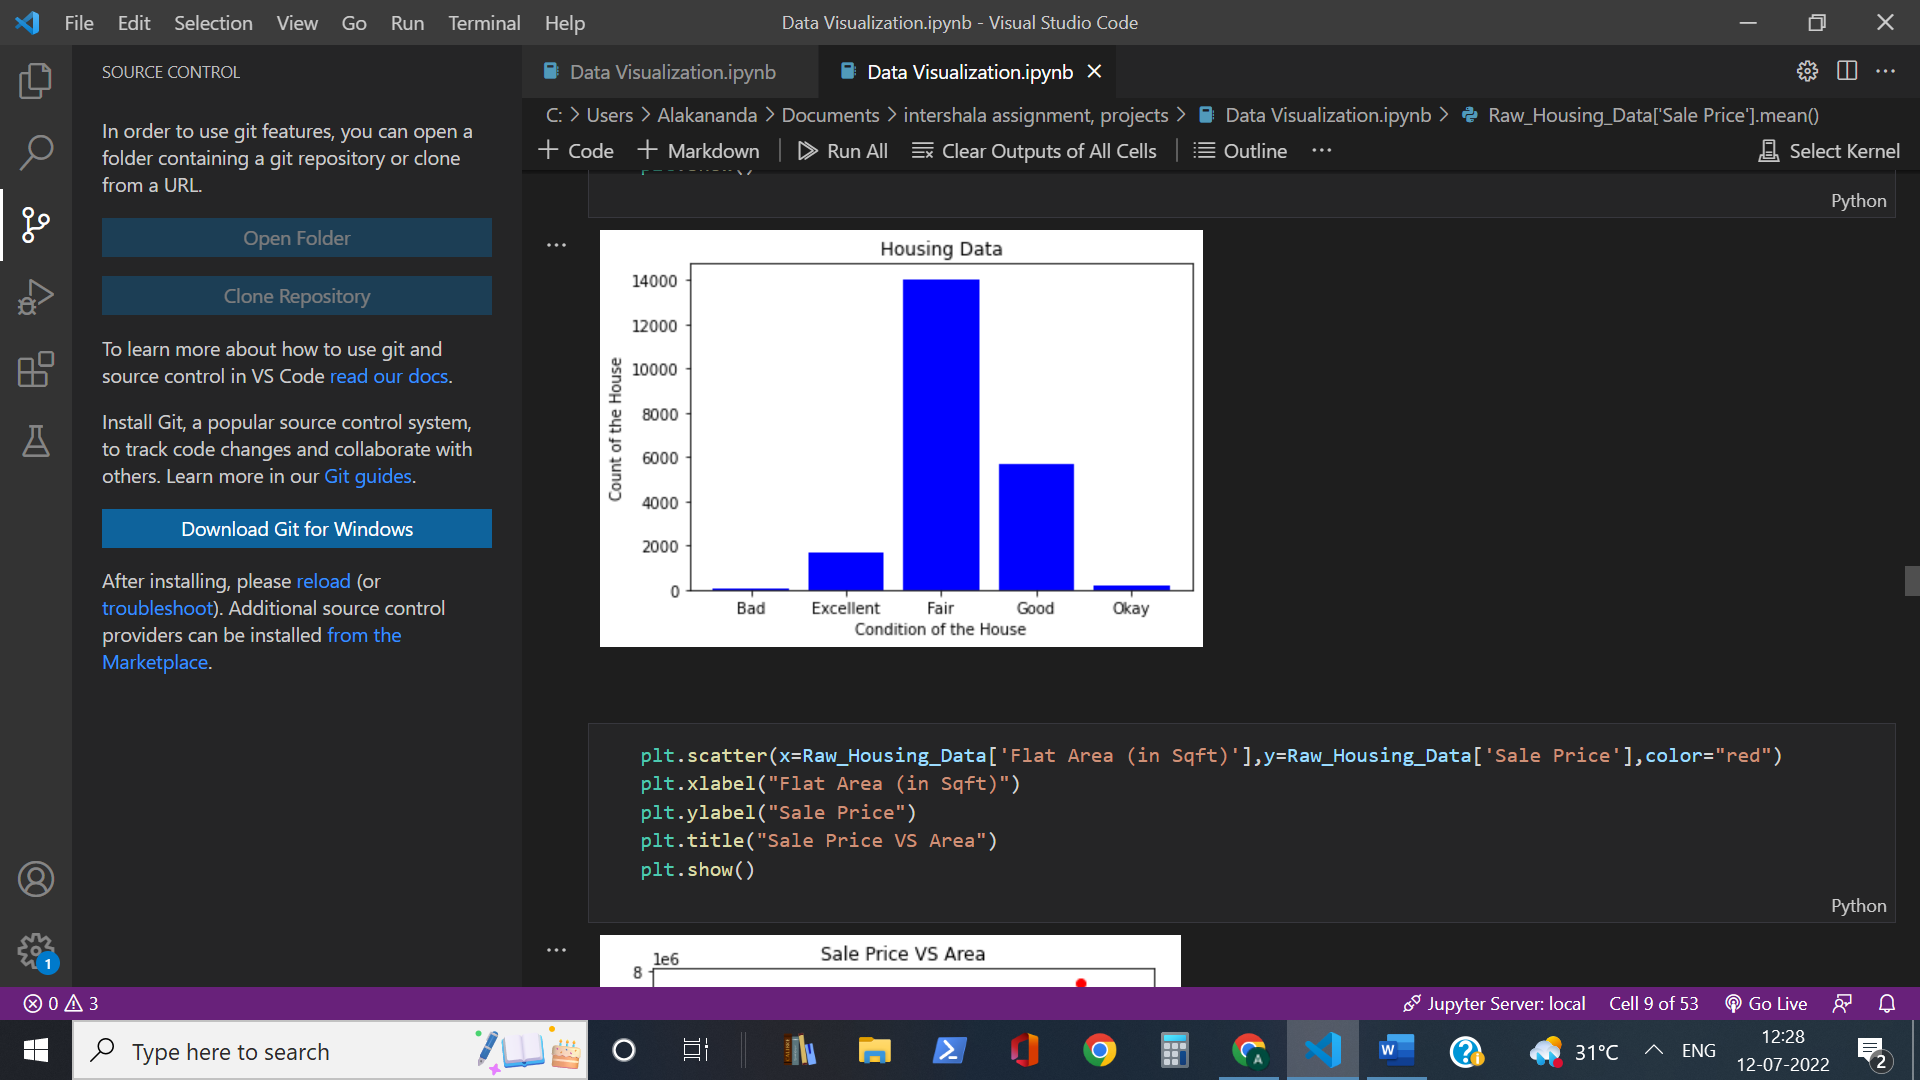 File Edit Selection View Go Run Terminal Help
Data Visualization.ipynb - Visual Studio Code
SOURCE CONTROL
In order to use git features, you can open a
folder containing a git repository or clone
from a URL.
Open Folder
Clone Repository
To learn more about how to use git and
source control in VS Code read our docs.
Install Git, a popular source control system,
to track code changes and collaborate with
others. Learn more in our Git guides.
Download Git for Windows
After installing, please reload (or
troubleshoot). Additional source control
providers can be installed from the
Marketplace.
1
Data Visualization.ipynb
Data Visualization.ipynb
C: > Users > Alakananda > Documents > intershala assignment, projects > Data Visualization.ipynb > Raw_Housing_Data['Sale Price'].mean()
+ Code + Markdown Run All Clear Outputs of All Cells Outline ...
Select Kernel
Python
Housing Data
14000
12000
10000
8000
6000
4000
2000
0
Count of the House
Bad Excellent Fair Good Okay
Condition of the House
plt.scatter(x=Raw_Housing_Data['Flat Area (in Sqft)'],y=Raw_Housing_Data['Sale Price'],color="red")
plt.xlabel("Flat Area (in Sqft)")
plt.ylabel("Sale Price")
plt.title("Sale Price VS Area")
plt.show()
Python
Sale Price VS Area
1e6
8
0 3
Jupyter Server: local Cell 9 of 53 Go Live
Type here to search
31°C ENG
12:28
12-07-2022
2